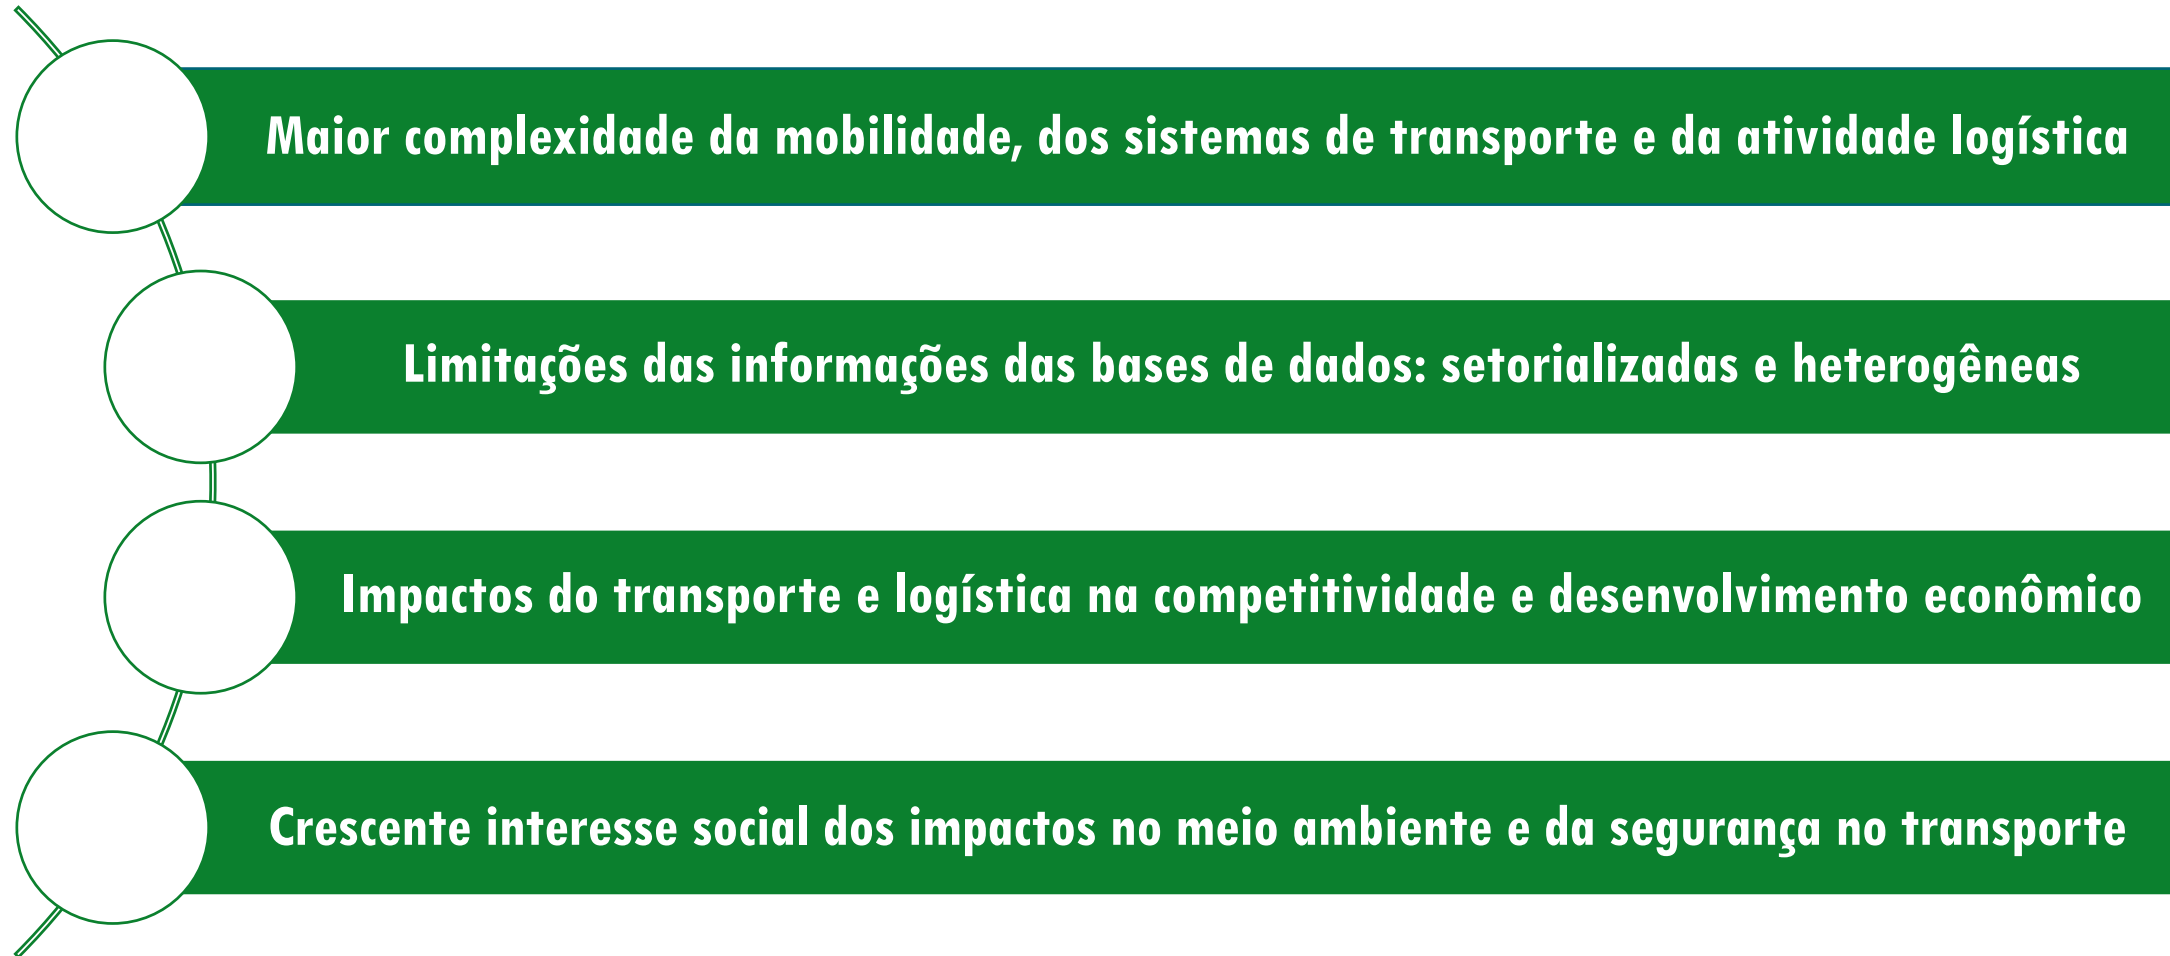 Maior complexidade da mobilidade, dos sistemas de transporte e da atividade logística
Limitações das informações das bases de dados: setorializadas e heterogêneas
Impactos do transporte e logística na competitividade e desenvolvimento econômico
Crescente interesse social dos impactos no meio ambiente e da segurança no transporte